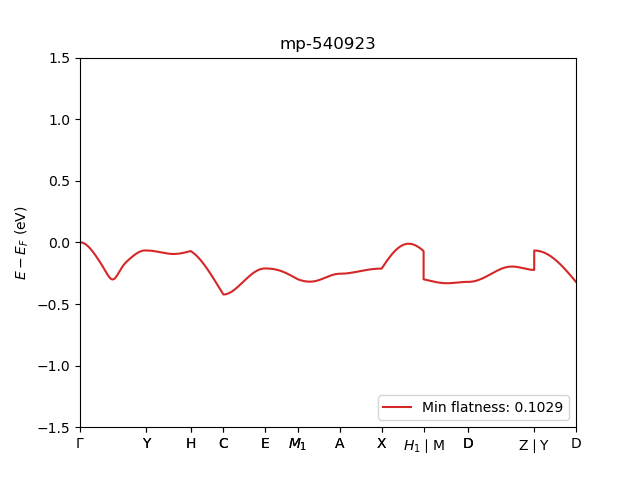 mp-540923
1.5
1.0
0.5
0.0
−0.5
−1.0
−1.5
E − E_F (eV)
Min flatness: 0.1029
Γ Y H C E M₁ A X H₁ | M D Z | Y D